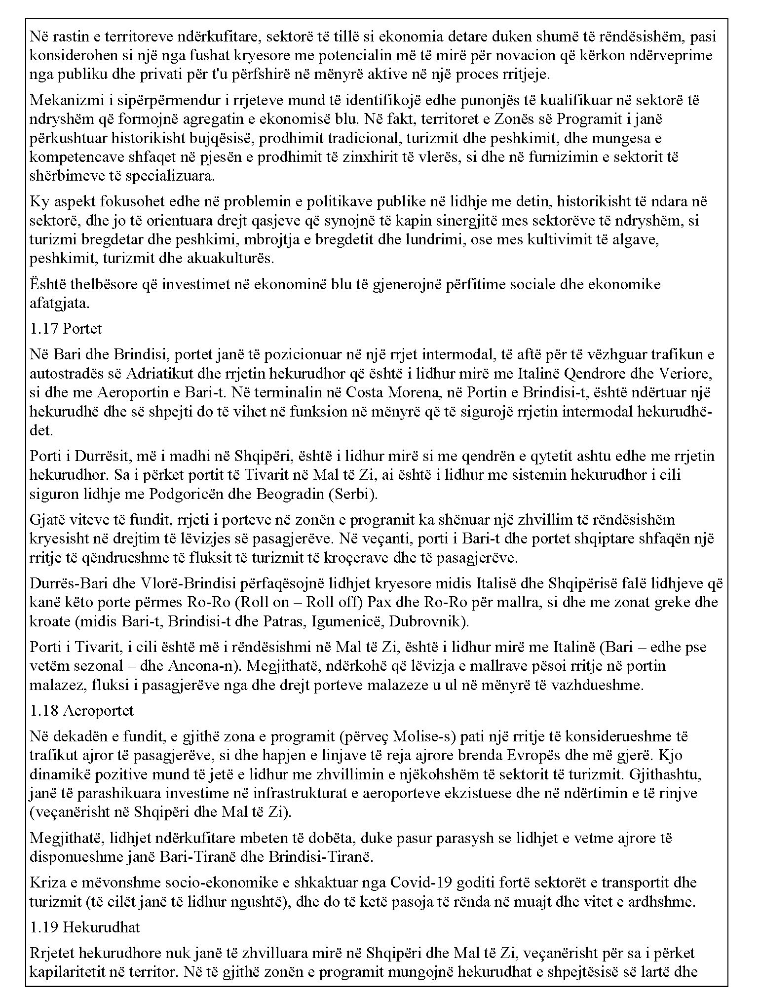 Në rastin e territoreve ndërkufitare, sektorë të tillë si ekonomia detare duken shumë të rëndësishëm, pasi
konsiderohen si një nga fushat kryesore me potencialin më të mirë për novacion që kërkon ndërveprime
nga publiku dhe privati për t'u përfshirë në mënyrë aktive në një proces rritjeje.
Mekanizmi i sipërpërmendur i rrjeteve mund të identifikojë edhe punonjës të kualifikuar në sektorë të
ndryshëm që formojnë agregatin e ekonomisë blu. Në fakt, territoret e Zonës së Programit i janë
përkushtuar historikisht bujqësisë, prodhimit tradicional, turizmit dhe peshkimit, dhe mungesa e
kompetencave shfaqet në pjesën e prodhimit të zinxhirit të vlerës, si dhe në furnizimin e sektorit të
shërbimeve të specializuara.
Ky aspekt fokusohet edhe në problemin e politikave publike në lidhje me detin, historikisht të ndara në
sektorë, dhe jo të orientuara drejt qasjeve që synojnë të kapin sinergjitë mes sektorëve të ndryshëm, si
turizmi bregdetar dhe peshkimi, mbrojtja e bregdetit dhe lundrimi, ose mes kultivimit të algave,
peshkimit, turizmit dhe akuakulturës.
Është thelbësore që investimet në ekonominë blu të gjenerojnë përfitime sociale dhe ekonomike
afatgjata.
1.17 Portet
Në Bari dhe Brindisi, portet janë të pozicionuar në një rrjet intermodal, të aftë për të vëzhguar trafikun e
autostradës së Adriatikut dhe rrjetin hekurudhor që është i lidhur mirë me Italinë Qendrore dhe Veriore,
si dhe me Aeroportin e Bari-t. Në terminalin në Costa Morena, në Portin e Brindisi-t, është ndërtuar një
hekurudhë dhe së shpejti do të vihet në funksion në mënyrë që të sigurojë rrjetin intermodal hekurudhë-
det.
Porti i Durrësit, më i madhi në Shqipëri, është i lidhur mirë si me qendrën e qytetit ashtu edhe me rrjetin
hekurudhor. Sa i përket portit të Tivarit në Mal të Zi, ai është i lidhur me sistemin hekurudhor i cili
siguron lidhje me Podgoricën dhe Beogradin (Serbi).
Gjatë viteve të fundit, rrjeti i porteve në zonën e programit ka shënuar një zhvillim të rëndësishëm
kryesisht në drejtim të lëvizjes së pasagjerëve. Në veçanti, porti i Bari-t dhe portet shqiptare shfaqën një
rritje të qëndrueshme të fluksit të turizmit të kroçerave dhe të pasagjerëve.
Durrës-Bari dhe Vlorë-Brindisi përfaqësojnë lidhjet kryesore midis Italisë dhe Shqipërisë falë lidhjeve që
kanë këto porte përmes Ro-Ro (Roll on – Roll off) Pax dhe Ro-Ro për mallra, si dhe me zonat greke dhe
kroate (midis Bari-t, Brindisi-t dhe Patras, Igumenicë, Dubrovnik).
Porti i Tivarit, i cili është më i rëndësishmi në Mal të Zi, është i lidhur mirë me Italinë (Bari – edhe pse
vetëm sezonal – dhe Ancona-n). Megjithatë, ndërkohë që lëvizja e mallrave pësoi rritje në portin
malazez, fluksi i pasagjerëve nga dhe drejt porteve malazeze u ul në mënyrë të vazhdueshme.
1.18 Aeroportet
Në dekadën e fundit, e gjithë zona e programit (përveç Molise-s) pati një rritje të konsiderueshme të
trafikut ajror të pasagjerëve, si dhe hapjen e linjave të reja ajrore brenda Evropës dhe më gjerë. Kjo
dinamikë pozitive mund të jetë e lidhur me zhvillimin e njëkohshëm të sektorit të turizmit. Gjithashtu,
janë të parashikuara investime në infrastrukturat e aeroporteve ekzistuese dhe në ndërtimin e të rinjve
(veçanërisht në Shqipëri dhe Mal të Zi).
Megjithatë, lidhjet ndërkufitare mbeten të dobëta, duke pasur parasysh se lidhjet e vetme ajrore të
disponueshme janë Bari-Tiranë dhe Brindisi-Tiranë.
Kriza e mëvonshme socio-ekonomike e shkaktuar nga Covid-19 goditi fortë sektorët e transportit dhe
turizmit (të cilët janë të lidhur ngushtë), dhe do të ketë pasoja të rënda në muajt dhe vitet e ardhshme.
1.19 Hekurudhat
Rrjetet hekurudhore nuk janë të zhvilluara mirë në Shqipëri dhe Mal të Zi, veçanërisht për sa i përket
kapilaritetit në territor. Në të gjithë zonën e programit mungojnë hekurudhat e shpejtësisë së lartë dhe